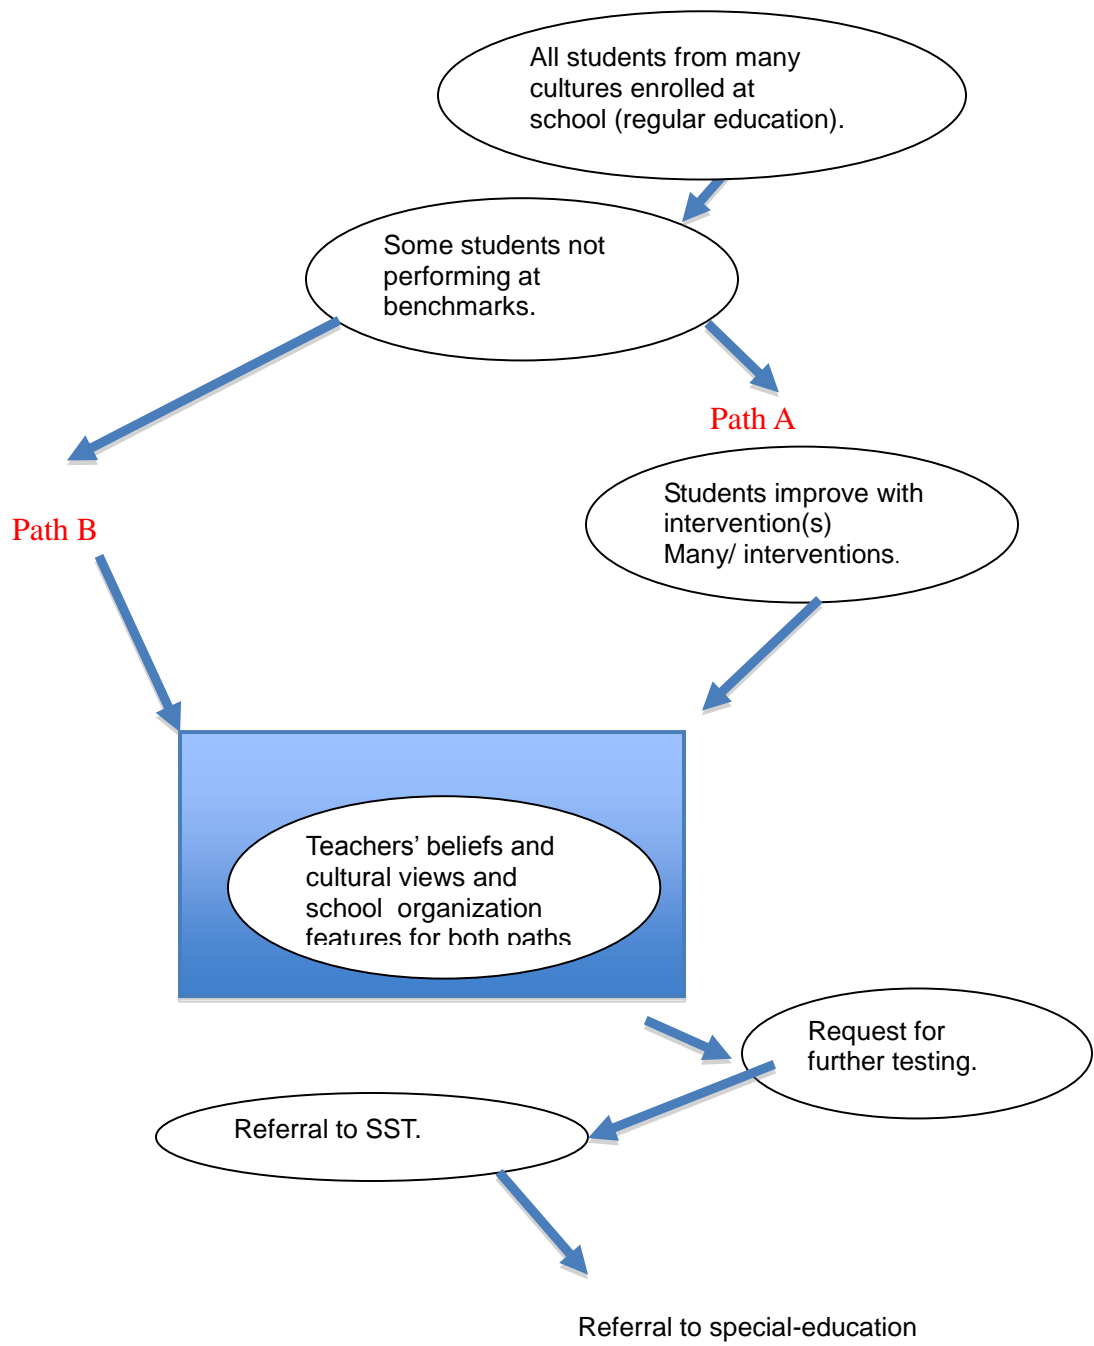 All students from many
cultures enrolled at
school (regular education).
Some students not
performing at
benchmarks.
Path A
Students improve with
intervention(s)
Many/ interventions.
Path B
Teachers’ beliefs and
cultural views and
school  organization
features for both paths
Request for
further testing.
Referral to SST.
Referral to special-education